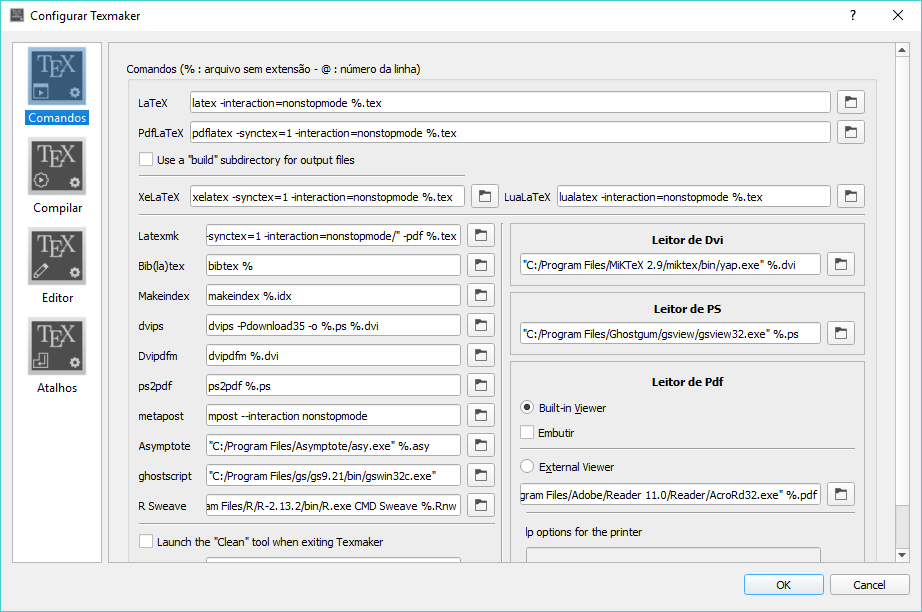 Configurar Texmaker
?
TEX
Comandos
TEX
Compilar
TEX
Editor
TEX
Atalhos
Comandos (% : arquivo sem extensão - @ : número da linha)
LaTeX latex -interaction=nonstopmode %.tex
PdfLaTeX pdflatex -synctex=1 -interaction=nonstopmode %.tex
Use a "build" subdirectory for output files
XeLaTeX xelatex -synctex=1 -interaction=nonstopmode %.tex LuaLaTeX lualatex -interaction=nonstopmode %.tex
Latexmk -synctex=1 -interaction=nonstopmode/" -pdf %.tex
Bib(la)tex bibtex %
Makeindex makeindex %.idx
dvips dvips -Pdownload35 -o %.ps %.dvi
Dvipdfm dvipdfm %.dvi
ps2pdf ps2pdf %.ps
metapost mpost --interaction nonstopmode
Asymptote "C:/Program Files/Asymptote/asy.exe" %.asy
ghostscript "C:/Program Files/gs/gs9.21/bin/gswin32c.exe"
R Sweave am Files/R/R-2.13.2/bin/R.exe CMD Sweave %.Rnw
Launch the "Clean" tool when exiting Texmaker
Leitor de Dvi
"C:/Program Files/MiKTeX 2.9/miktex/bin/yap.exe" %.dvi
Leitor de PS
"C:/Program Files/Ghostgum/gsview/gsview32.exe" %.ps
Leitor de Pdf
Built-in Viewer
Embutir
External Viewer
gram Files/Adobe/Reader 11.0/Reader/AcroRd32.exe" %.pdf
lp options for the printer
OK
Cancel